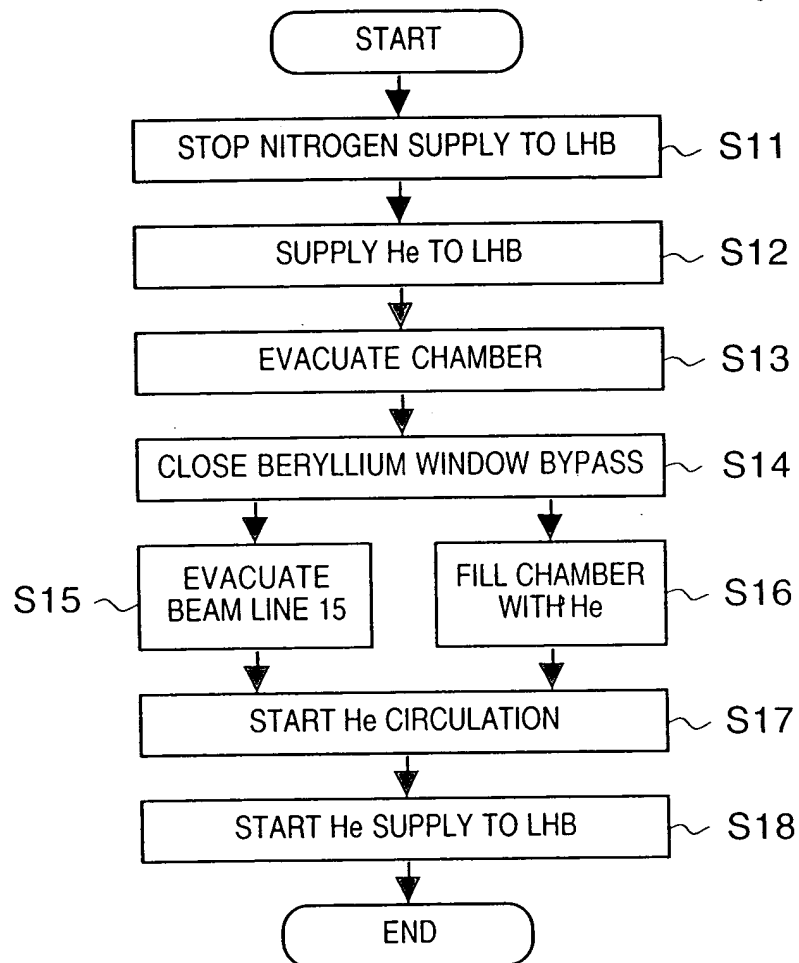 START
STOP NITROGEN SUPPLY TO LHB
S11
SUPPLY He TO LHB
S12
EVACUATE CHAMBER
S13
CLOSE BERYLLIUM WINDOW BYPASS
S14
S15
EVACUATE
BEAM LINE 15
FILL CHAMBER
WITH He
S16
START He CIRCULATION
S17
START He SUPPLY TO LHB
S18
END